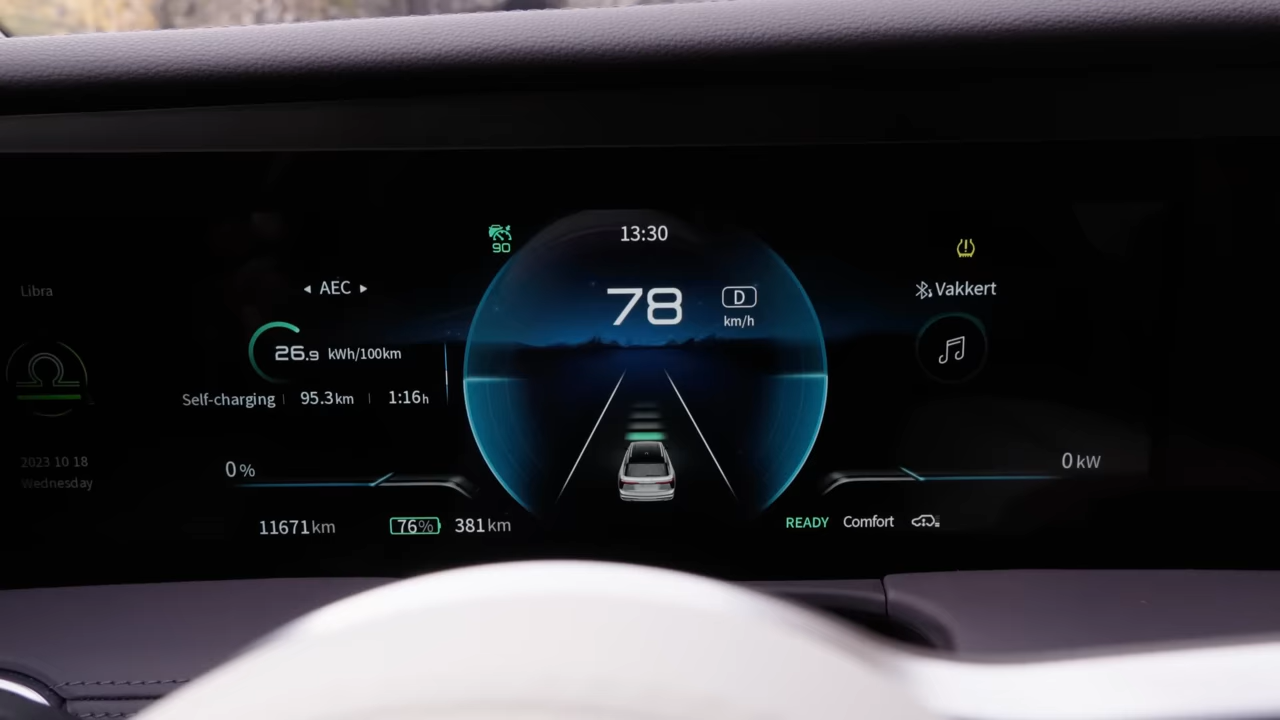 13:30
90
78
D
km/h
Libra
AEC
26.9 kWh/100km
Self-charging 95.3km 1:16h
2023 10 18
Wednesday
0%
11671km
76%
381km
Vakkert
0kW
READY
Comfort